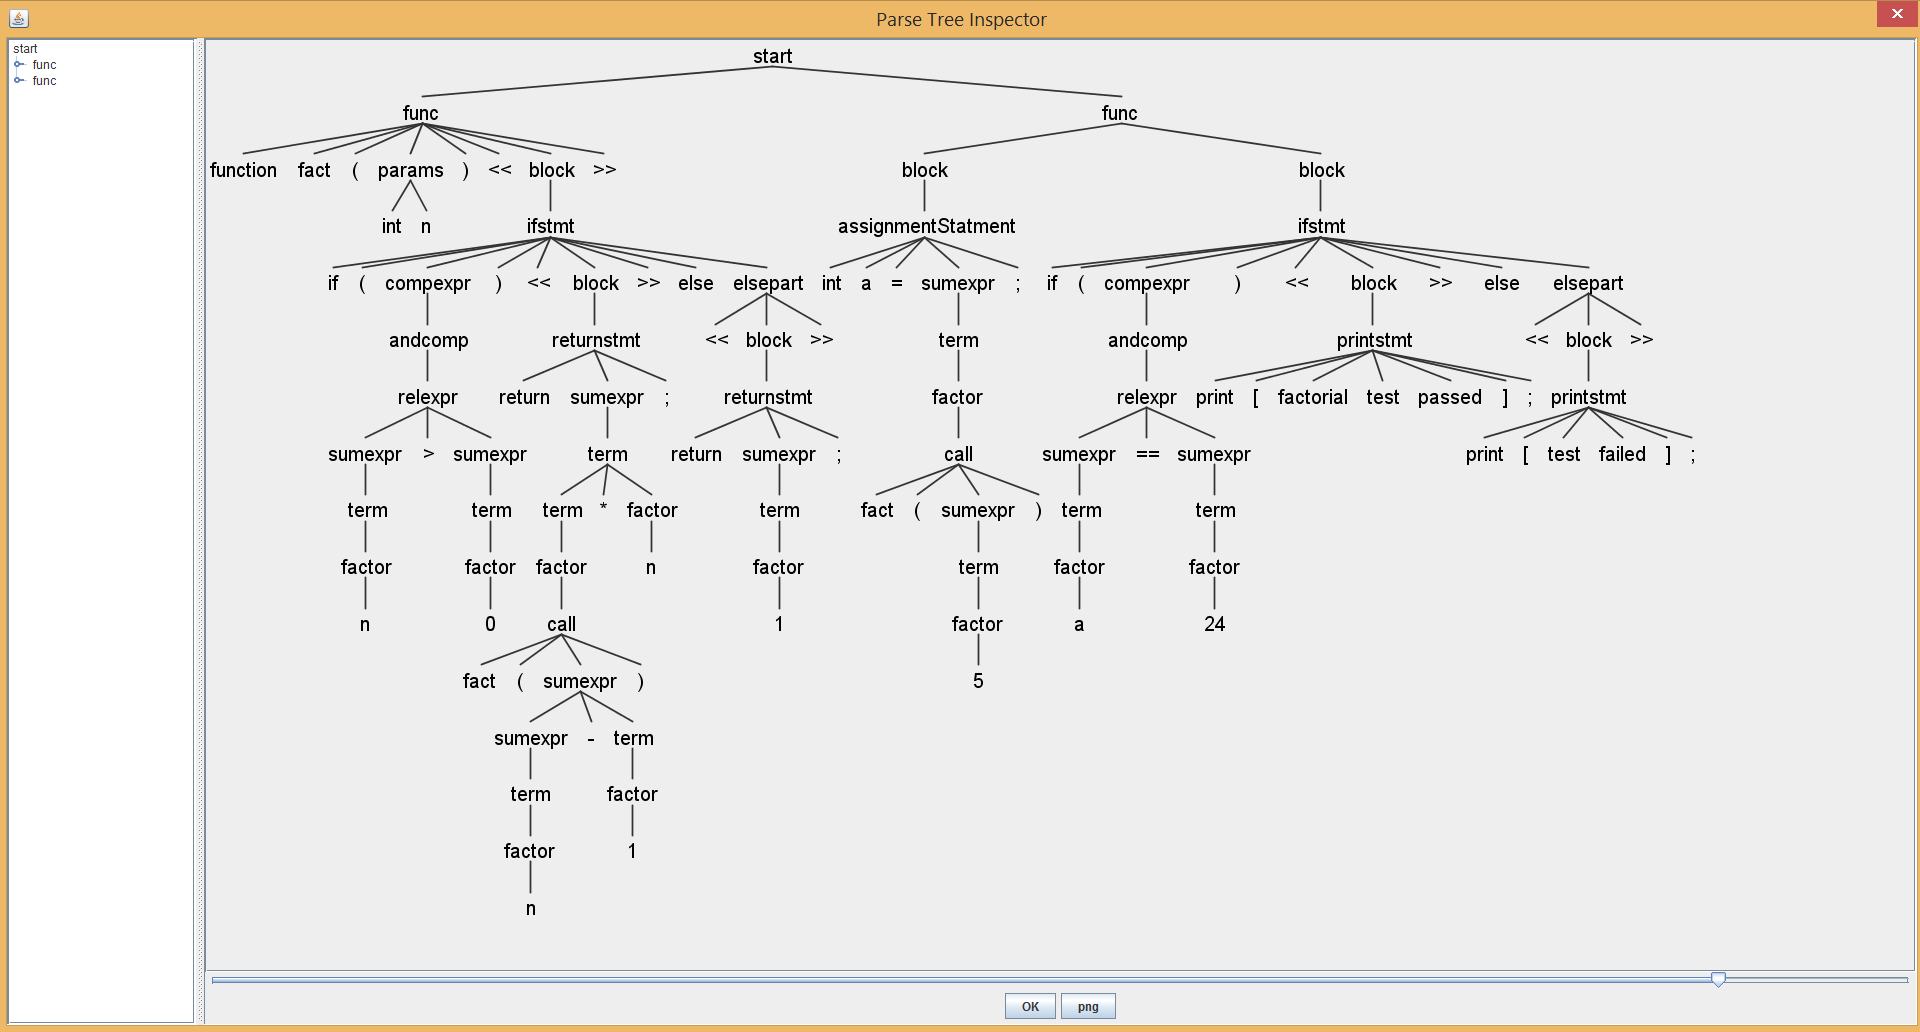 Parse Tree Inspector
start
func
func
start
func func
function fact ( params ) << block >> block block
int n ifstmt assignmentStatment ifstmt
if ( compexpr ) << block >> else elsepart int a = sumexpr ; if ( compexpr ) << block >> else elsepart
andcomp returnstmt << block >> term andcomp printstmt << block >>
relexpr return sumexpr ; returnstmt factor relexpr print [ factorial test passed ] ; printstmt
sumexpr > sumexpr term return sumexpr ; call sumexpr == sumexpr print [ test failed ] ;
term term term * factor term fact ( sumexpr ) term term
factor factor factor n factor term factor factor
n 0 call 1 factor a 24
fact ( sumexpr ) 5
sumexpr - term
term factor
factor 1
n
OK png